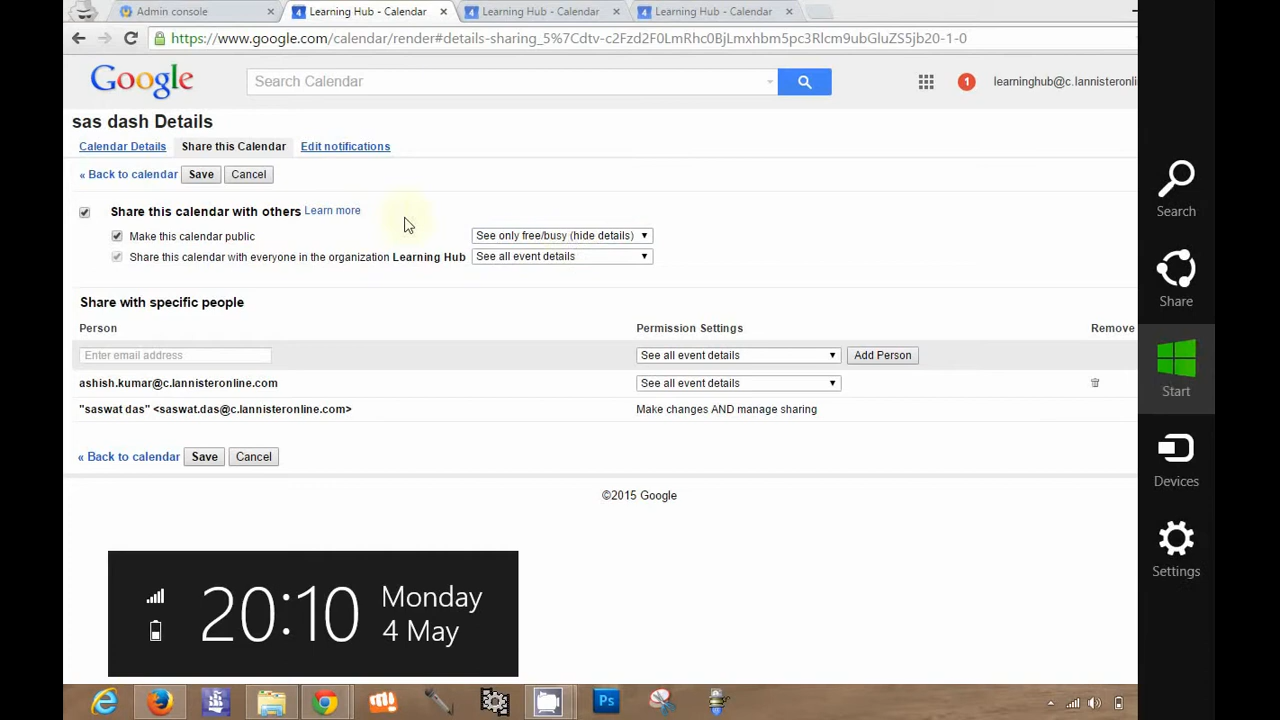 Admin console
Learning Hub - Calendar
Learning Hub - Calendar
Learning Hub - Calendar
https://www.google.com/calendar/render#details-sharing_5%7Cdtv-c2Fzd2F0LmRhc0BjLmxhbm5pc3Rlcm9ubGluZS5jb20-1-0
Google
Search Calendar
1
learninghub@c.lannisteronli
sas dash Details
Calendar Details Share this Calendar Edit notifications
« Back to calendar Save Cancel
Share this calendar with others Learn more
Make this calendar public See only free/busy (hide details)
Share this calendar with everyone in the organization Learning Hub See all event details
Share with specific people
Person Permission Settings Remove
Enter email address See all event details Add Person
ashish.kumar@c.lannisteronline.com See all event details
"saswat das" <saswat.das@c.lannisteronline.com> Make changes AND manage sharing
« Back to calendar Save Cancel
©2015 Google
20:10
Monday
4 May
Search
Share
Start
Devices
Settings
Ps